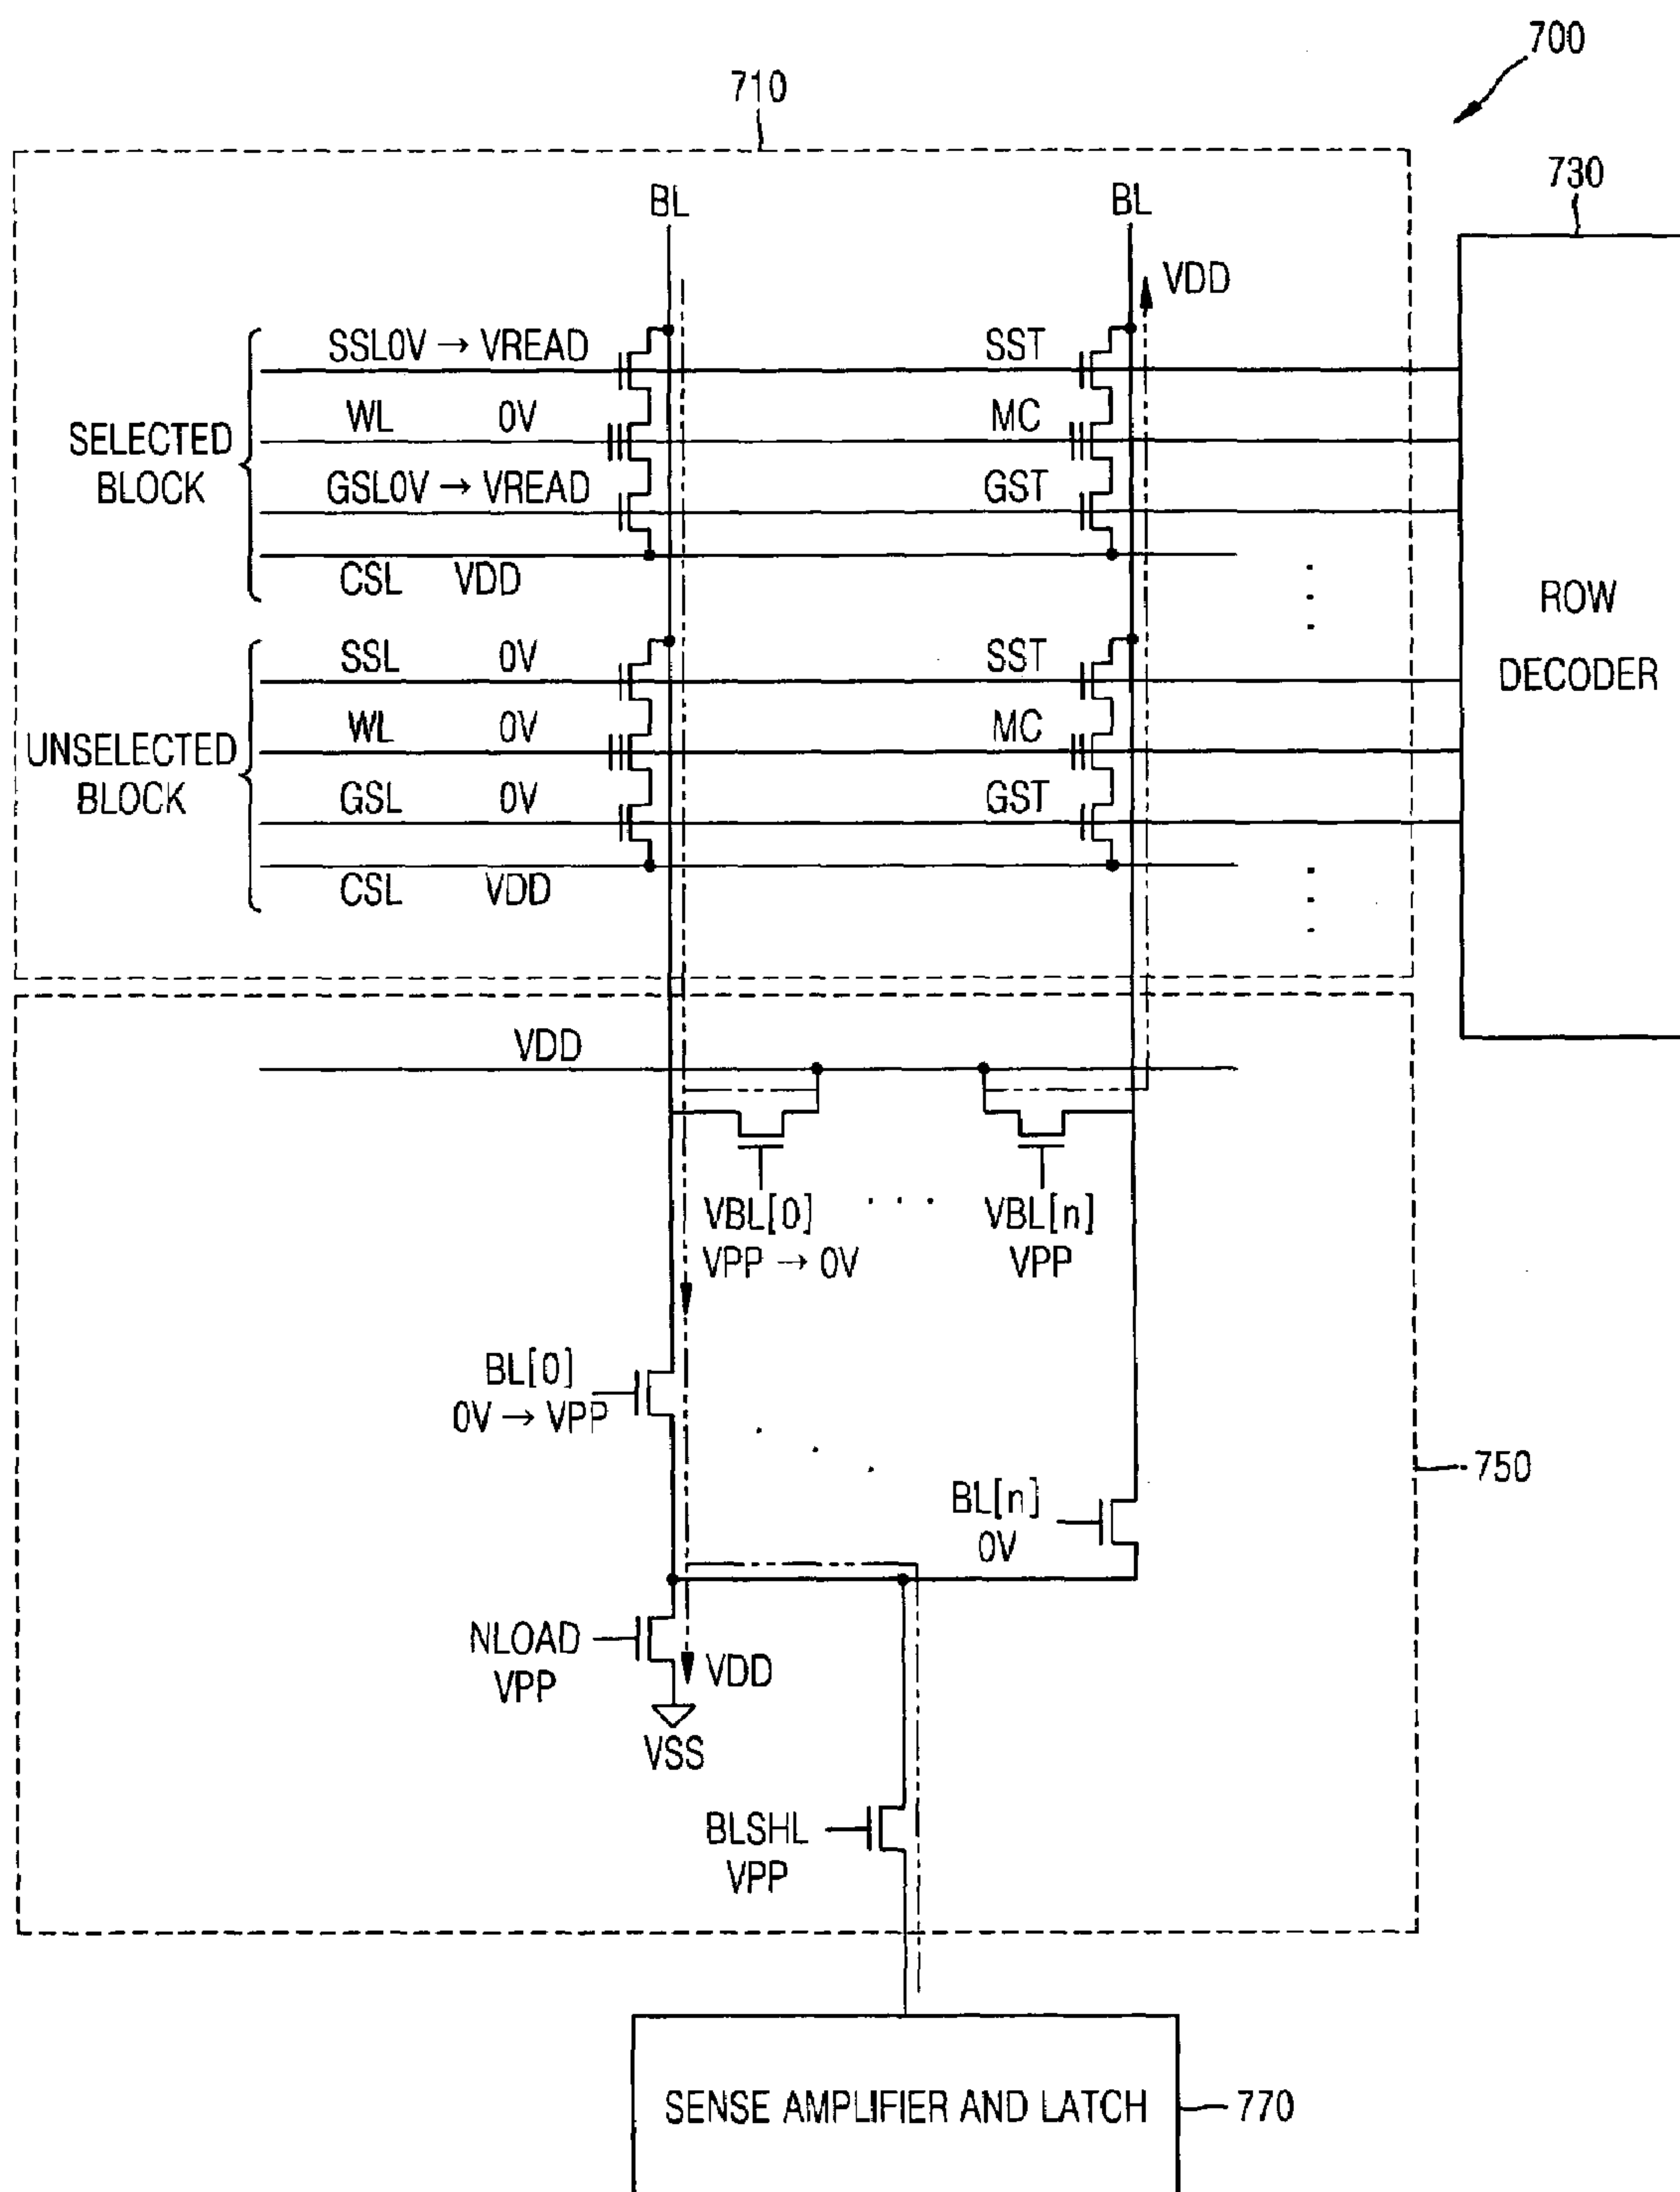 700
710
730
BL BL
VDD
SSL0V → VREAD SST
WL 0V MC
SELECTED
BLOCK
GSL0V → VREAD GST
CSL VDD
ROW
DECODER
SSL 0V SST
WL 0V MC
UNSELECTED
BLOCK
GSL 0V GST
CSL VDD
VDD
VBL[0] . . . VBL[n]
VPP → 0V VPP
BL[0]
0V → VPP
750
BL[n]
0V
NLOAD
VPP
VDD
VSS
BLSHL
VPP
SENSE AMPLIFIER AND LATCH
770